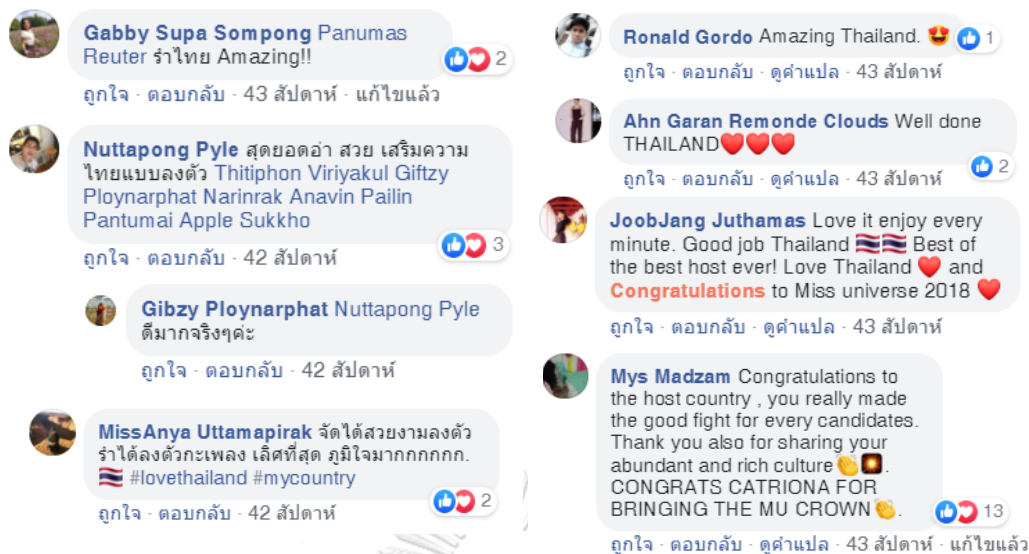 Gabby Supa Sompong Panumas
Reuter รำไทย Amazing!!
2
ถูกใจ · ตอบกลับ · 43 สัปดาห์ · แก้ไขแล้ว
Nuttapong Pyle สุดยอดอ่า สวย เสริมความ
ไทยแบบลงตัว Thitiphon Viriyakul Giftzy
Ploynarphat Narinrak Anavin Pailin
Pantumai Apple Sukkho
3
ถูกใจ · ตอบกลับ · 42 สัปดาห์
Gibzy Ploynarphat Nuttapong Pyle
ดีมากจริงๆค่ะ
ถูกใจ · ตอบกลับ · 42 สัปดาห์
MissAnya Uttamapirak จัดได้สวยงามลงตัว
รำได้ลงตัวกะเพลง เลิศที่สุด ภูมิใจมากกกกกก.
🇹🇭 #lovethailand #mycountry
2
ถูกใจ · ตอบกลับ · 42 สัปดาห์
Ronald Gordo Amazing Thailand. 😍
1
ถูกใจ · ตอบกลับ · ดูคำแปล · 43 สัปดาห์
Ahn Garan Remonde Clouds Well done
THAILAND❤️❤️❤️
2
ถูกใจ · ตอบกลับ · ดูคำแปล · 43 สัปดาห์
JoobJang Juthamas Love it enjoy every
minute. Good job Thailand 🇹🇭🇹🇭 Best of
the best host ever! Love Thailand ❤️ and
Congratulations to Miss universe 2018 ❤️
ถูกใจ · ตอบกลับ · ดูคำแปล · 43 สัปดาห์
Mys Madzam Congratulations to
the host country , you really made
the good fight for every candidates.
Thank you also for sharing your
abundant and rich culture 👏🎆.
CONGRATS CATRIONA FOR
BRINGING THE MU CROWN👏.
13
ถูกใจ · ตอบกลับ · ดูคำแปล · 43 สัปดาห์ · แก้ไขแล้ว